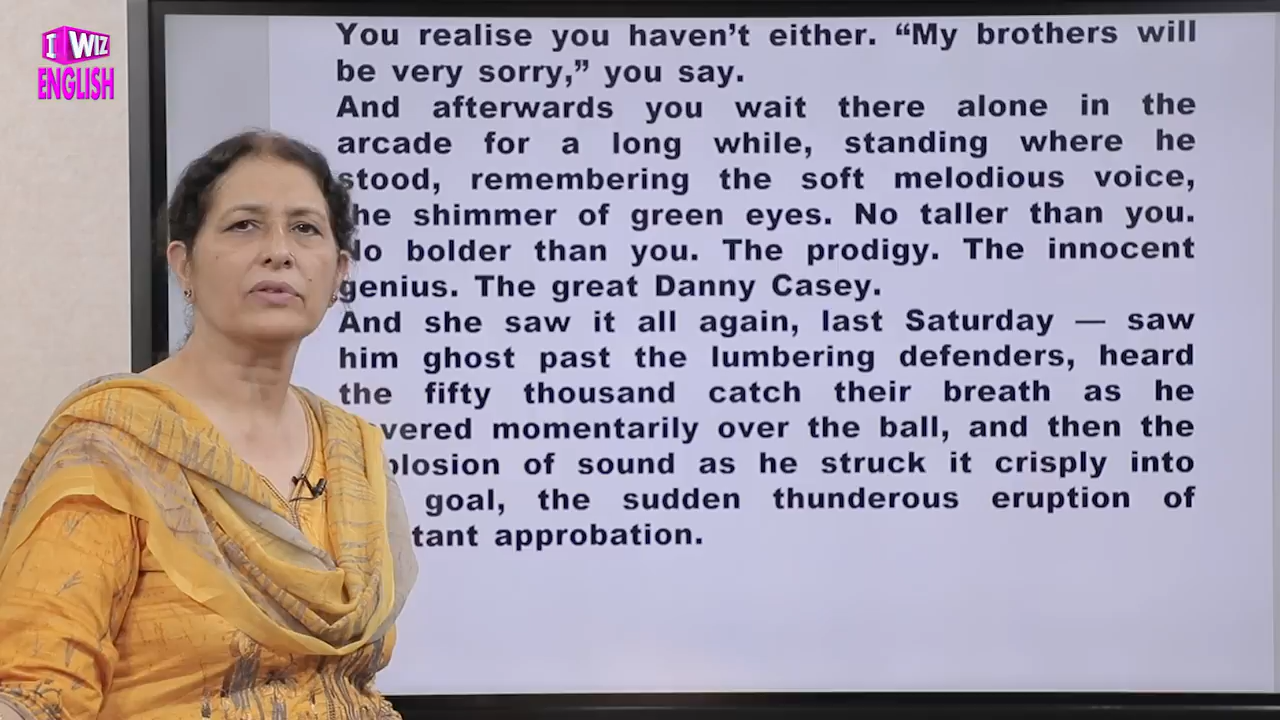 I WIZ
ENGLISH
You realise you haven't either. “My brothers will
be very sorry,” you say.
And afterwards you wait there alone in the
arcade for a long while, standing where he
stood, remembering the soft melodious voice,
the shimmer of green eyes. No taller than you.
No bolder than you. The prodigy. The innocent
genius. The great Danny Casey.
And she saw it all again, last Saturday — saw
him ghost past the lumbering defenders, heard
the fifty thousand catch their breath as he
momentarily over the ball, and then the
of sound as he struck it crisply into
goal, the sudden thunderous eruption of
approbation.